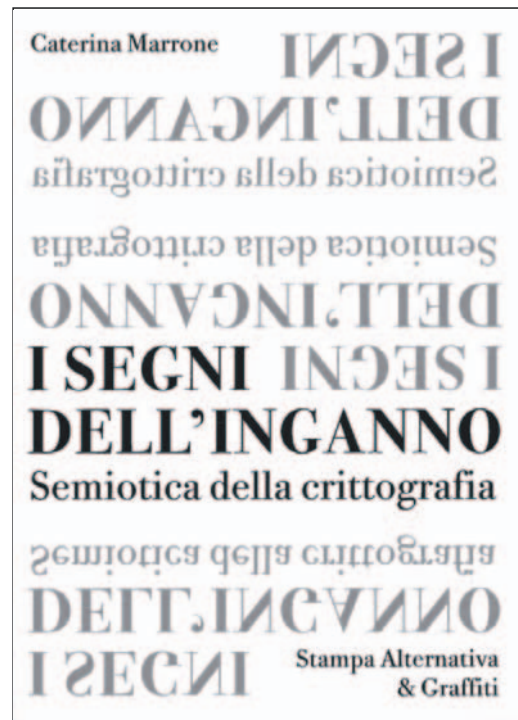 Caterina Marrone
I SEGNI
DELL'INGANNO
Semiotica della crittografia
Semiotica della crittografia
DELL'INGANNO
I SEGNI I SEGNI
DELL'INGANNO
Semiotica della crittografia
Semiotica della crittografia
DELL'INGANNO
I SEGNI
Stampa Alternativa
& Graffiti